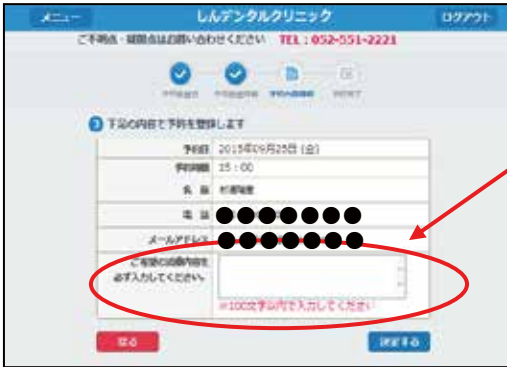 メニュー
しんデンタルクリニック
ログアウト
ご不明点・疑問点はお問い合わせください TEL : 052-551-2221
下記の内容で予約を登録します
予約日 2015年09月25日 (金)
予約時間 15 : 00
名 前
電 話
メールアドレス
ご希望の診療内容を
必ず入力してください。
※100文字以内で入力してください
戻る
決定する